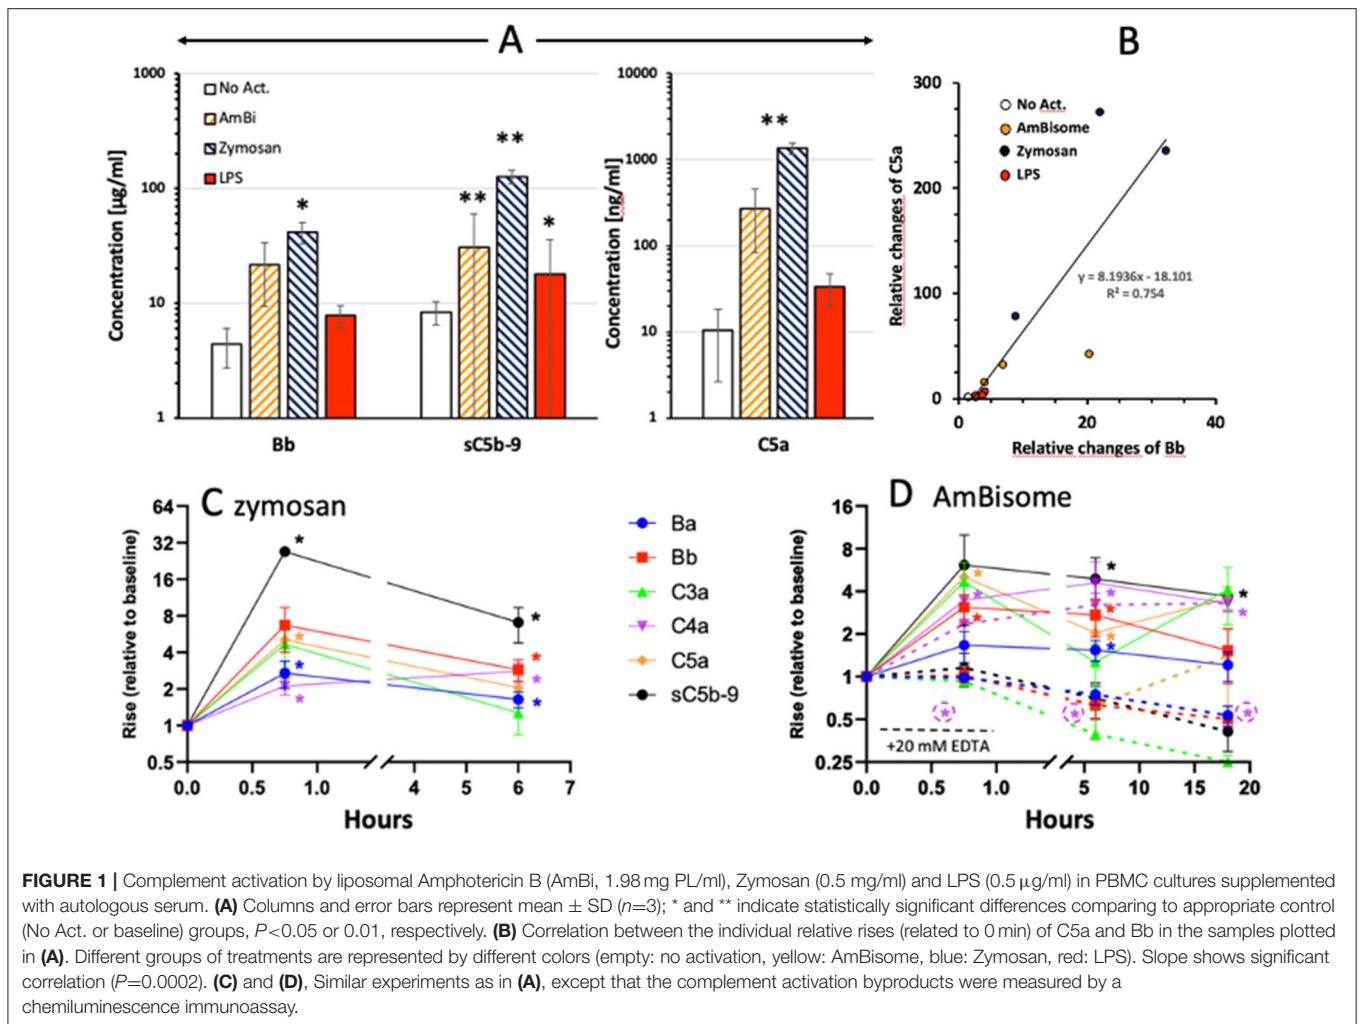 A
B
1000
100
10
1
Concentration [µg/ml]
No Act.
AmBi
Zymosan
LPS
*
**
**
*
Bb
sC5b-9
10000
1000
100
10
1
Concentration [ng/ml]
**
C5a
300
200
100
0
Relative changes of C5a
No Act.
AmBisome
Zymosan
LPS
y = 8.1936x - 18.101
R² = 0.754
0
20
40
Relative changes of Bb
C zymosan
64
32
16
8
4
2
1
0.5
Rise (relative to baseline)
*
*
*
*
*
*
*
*
0.0
0.5
1.0
4
5
6
7
Hours
Ba
Bb
C3a
C4a
C5a
sC5b-9
D AmBisome
16
8
4
2
1
0.5
0.25
Rise (relative to baseline)
*
*
*
*
*
*
*
*
*
*
*
*
*
+20 mM EDTA
0.0
0.5
1.0
5
10
15
20
Hours
FIGURE 1 | Complement activation by liposomal Amphotericin B (AmBi, 1.98 mg PL/ml), Zymosan (0.5 mg/ml) and LPS (0.5 µg/ml) in PBMC cultures supplemented
with autologous serum. (A) Columns and error bars represent mean ± SD (n=3); * and ** indicate statistically significant differences comparing to appropriate control
(No Act. or baseline) groups, P<0.05 or 0.01, respectively. (B) Correlation between the individual relative rises (related to 0 min) of C5a and Bb in the samples plotted
in (A). Different groups of treatments are represented by different colors (empty: no activation, yellow: AmBisome, blue: Zymosan, red: LPS). Slope shows significant
correlation (P=0.0002). (C) and (D), Similar experiments as in (A), except that the complement activation byproducts were measured by a
chemiluminescence immunoassay.